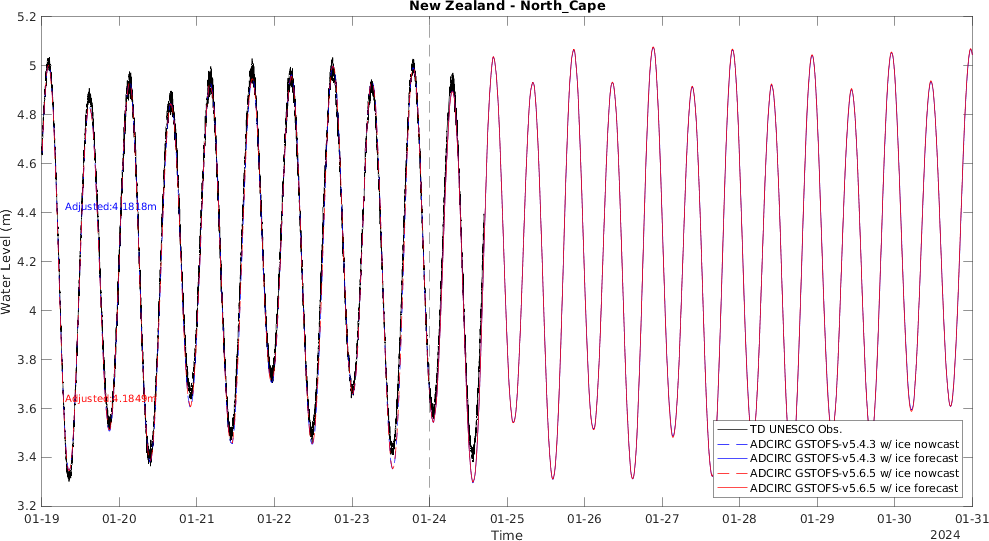 New Zealand - North_Cape
5.2
5
4.8
4.6
4.4
4.2
4
3.8
3.6
3.4
3.2
Water Level (m)
Adjusted:4.1818m
Adjusted:4.1849m
TD UNESCO Obs.
ADCIRC GSTOFS-v5.4.3 w/ ice nowcast
ADCIRC GSTOFS-v5.4.3 w/ ice forecast
ADCIRC GSTOFS-v5.6.5 w/ ice nowcast
ADCIRC GSTOFS-v5.6.5 w/ ice forecast
01-19 01-20 01-21 01-22 01-23 01-24 01-25 01-26 01-27 01-28 01-29 01-30 01-31
Time
2024